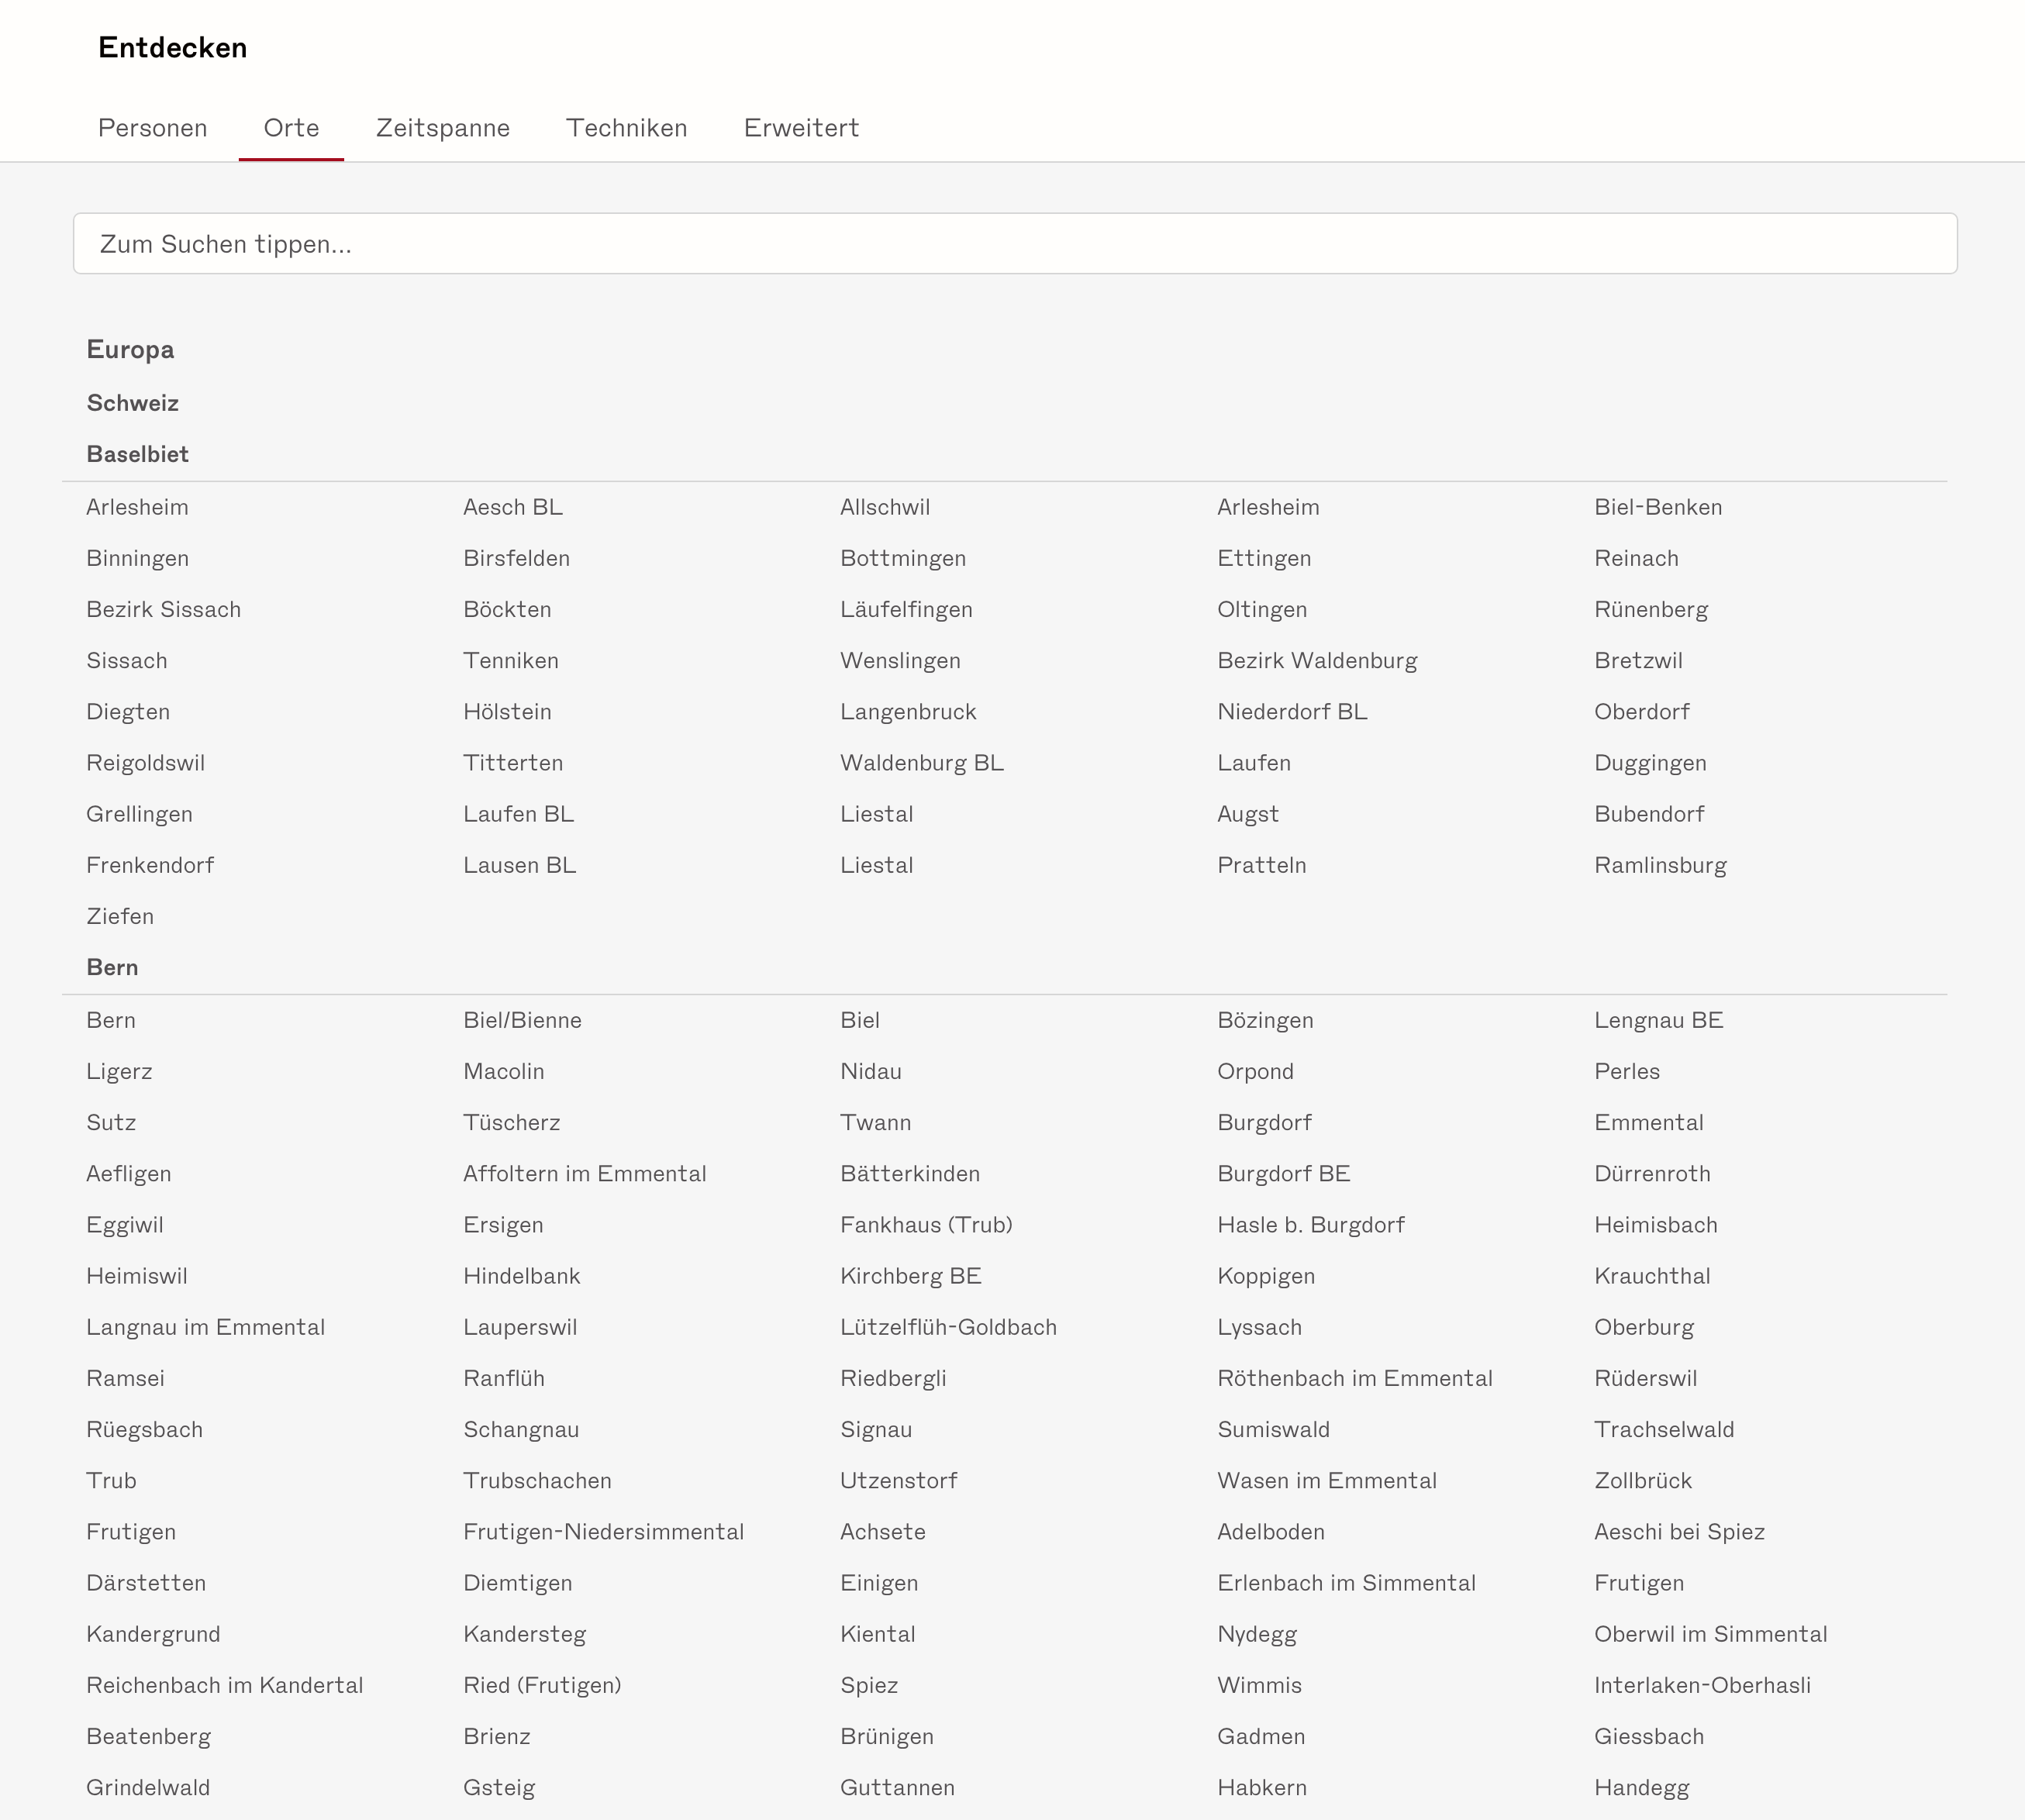 Entdecken
Personen Orte Zeitspanne Techniken Erweitert
Zum Suchen tippen...
Europa
Schweiz
Baselbiet
Arlesheim Aesch BL Allschwil Arlesheim Biel-Benken
Binningen Birsfelden Bottmingen Ettingen Reinach
Bezirk Sissach Böckten Läufelfingen Oltingen Rünenberg
Sissach Tenniken Wenslingen Bezirk Waldenburg Bretzwil
Diegten Hölstein Langenbruck Niederdorf BL Oberdorf
Reigoldswil Titterten Waldenburg BL Laufen Duggingen
Grellingen Laufen BL Liestal Augst Bubendorf
Frenkendorf Lausen BL Liestal Pratteln Ramlinsburg
Ziefen
Bern
Bern Biel/Bienne Biel Bözingen Lengnau BE
Ligerz Macolin Nidau Orpond Perles
Sutz Tüscherz Twann Burgdorf Emmental
Aefligen Affoltern im Emmental Bätterkinden Burgdorf BE Dürrenroth
Eggiwil Ersigen Fankhaus (Trub) Hasle b. Burgdorf Heimisbach
Heimiswil Hindelbank Kirchberg BE Koppigen Krauchthal
Langnau im Emmental Lauperswil Lützelflüh-Goldbach Lyssach Oberburg
Ramsei Ranflüh Riedbergli Röthenbach im Emmental Rüderswil
Rüegsbach Schangnau Signau Sumiswald Trachselwald
Trub Trubschachen Utzenstorf Wasen im Emmental Zollbrück
Frutigen Frutigen-Niedersimmental Achsete Adelboden Aeschi bei Spiez
Därstetten Diemtigen Einigen Erlenbach im Simmental Frutigen
Kandergrund Kandersteg Kiental Nydegg Oberwil im Simmental
Reichenbach im Kandertal Ried (Frutigen) Spiez Wimmis Interlaken-Oberhasli
Beatenberg Brienz Brünigen Gadmen Giessbach
Grindelwald Gsteig Guttannen Habkern Handegg